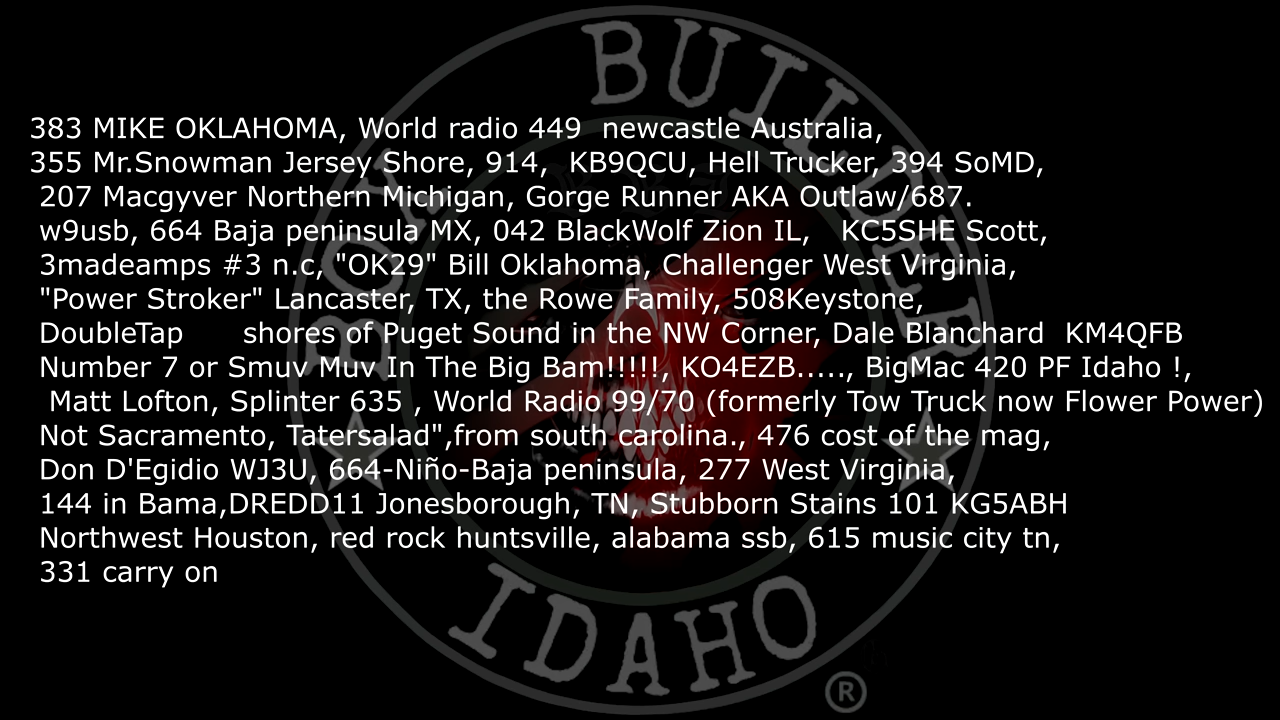 383 MIKE OKLAHOMA, World radio 449 newcastle Australia,
355 Mr.Snowman Jersey Shore, 914, KB9QCU, Hell Trucker, 394 SoMD,
207 Macgyver Northern Michigan, Gorge Runner AKA Outlaw/687.
w9usb, 664 Baja peninsula MX, 042 BlackWolf Zion IL, KC5SHE Scott,
3madeamps #3 n.c, "OK29" Bill Oklahoma, Challenger West Virginia,
"Power Stroker" Lancaster, TX, the Rowe Family, 508Keystone,
DoubleTap shores of Puget Sound in the NW Corner, Dale Blanchard KM4QFB
Number 7 or Smuv Muv In The Big Bam!!!!!, KO4EZB....., BigMac 420 PF Idaho !,
Matt Lofton, Splinter 635 , World Radio 99/70 (formerly Tow Truck now Flower Power)
Not Sacramento, Tatersalad",from south carolina., 476 cost of the mag,
Don D'Egidio WJ3U, 664-Niño-Baja peninsula, 277 West Virginia,
144 in Bama,DREDD11 Jonesborough, TN, Stubborn Stains 101 KG5ABH
Northwest Houston, red rock huntsville, alabama ssb, 615 music city tn,
331 carry on
BOX BUILDER
IDAHO
®